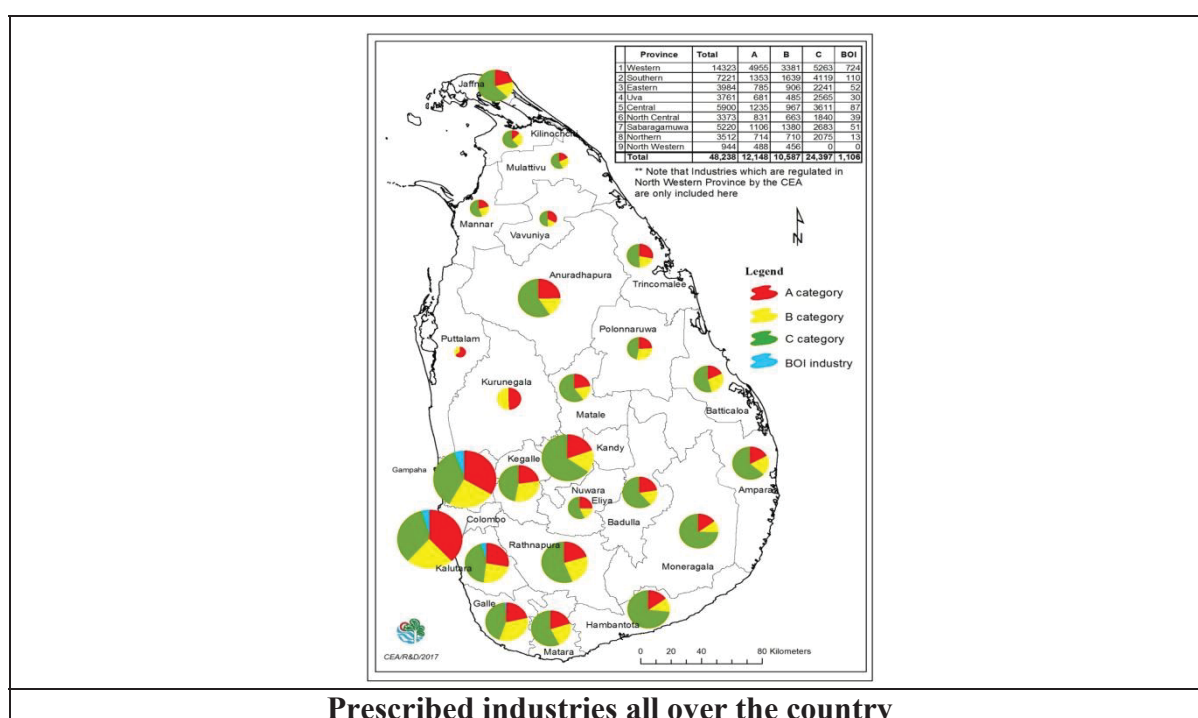 Province Total A B C BOI
1 Western 14323 4955 3381 5263 724
2 Southern 7221 1353 1639 4119 110
3 Eastern 3984 785 906 2241 52
4 Uva 3761 681 485 2565 30
5 Central 5900 1235 967 3611 87
6 North Central 3373 831 663 1840 39
7 Sabaragamuwa 5220 1106 1380 2683 51
8 Northern 3512 714 710 2075 13
9 North Western 944 488 456 0 0
Total 48,238 12,148 10,587 24,397 1,106
** Note that Industries which are regulated in
North Western Province by the CEA
are only included here
N
Jaffna
Kilinochchi
Mulattivu
Mannar
Vavuniya
Anuradhapura
Trincomalee
Legend
A category
B category
C category
BOI industry
Polonnaruwa
Puttalam
Kurunegala
Matale
Batticaloa
Kandy
Kegalle
Gampaha
Nuwara
Eliya
Ampara
Colombo
Badulla
Rathnapura
Kalutara
Moneragala
Galle
Hambantota
Matara
CEA/R&D/2017
0 20 40 80 Kilometers
Prescribed industries all over the country